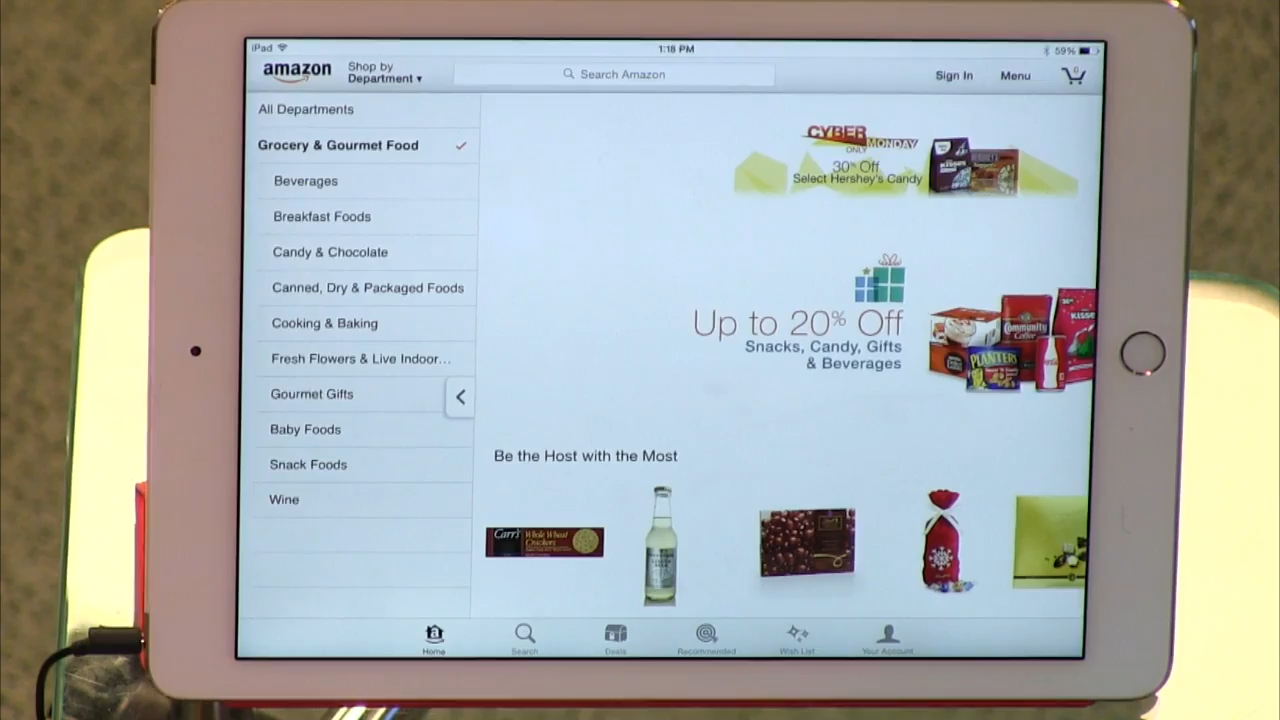 iPad
1:18 PM
59%
amazon
Shop by
Department
Search Amazon
Sign In
Menu
0
All Departments
Grocery & Gourmet Food
Beverages
Breakfast Foods
Candy & Chocolate
Canned, Dry & Packaged Foods
Cooking & Baking
Fresh Flowers & Live Indoor...
Gourmet Gifts
Baby Foods
Snack Foods
Wine
CYBER
MONDAY
ONLY
30% Off
Select Hershey's Candy
KISSES
HERSHEY'S
Up to 20% Off
Snacks, Candy, Gifts
& Beverages
Community
Coffee
KISSE
PLANTERS
Be the Host with the Most
Carr's
Whole Wheat
Crackers
Home
Search
Deals
Recommended
Wish List
Your Account